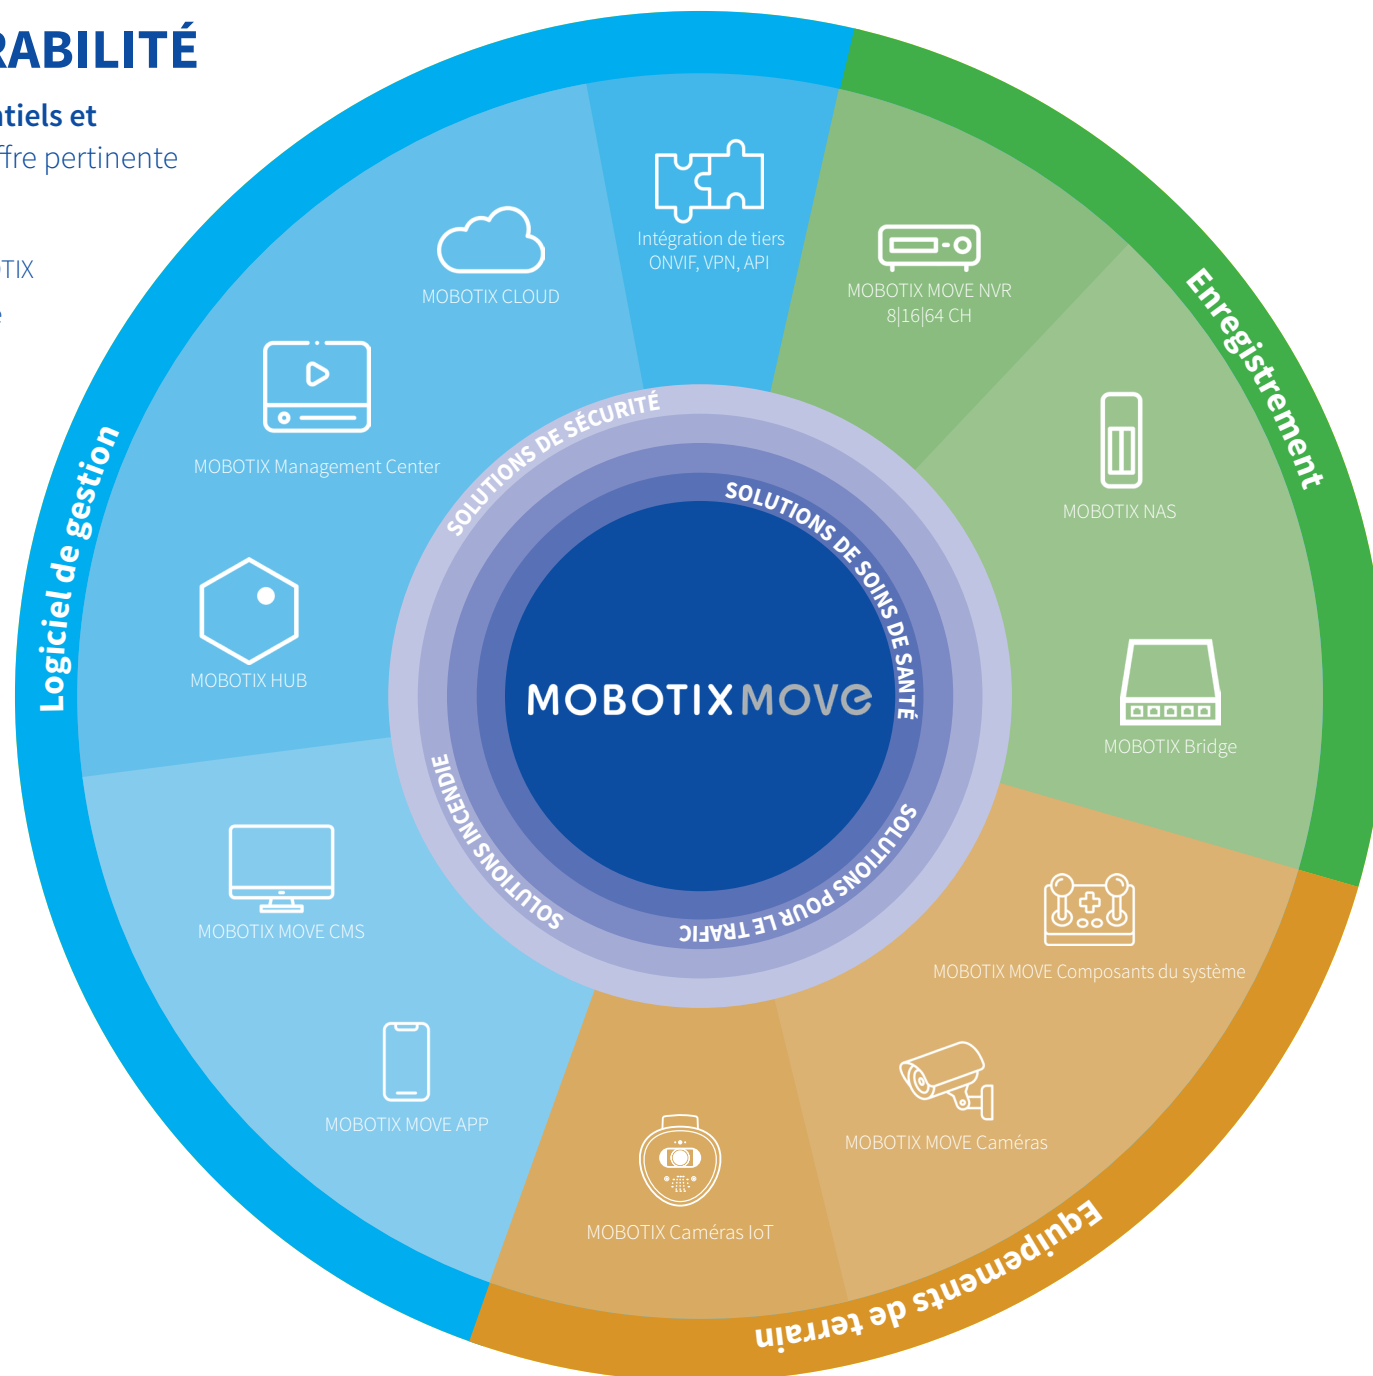 RABILITÉ
ntiels et
ffre pertinente
OTIX
e
Intégration de tiers
ONVIF, VPN, API
MOBOTIX CLOUD
MOBOTIX MOVE NVR
8|16|64 CH
Enregistrement
MOBOTIX Management Center
MOBOTIX NAS
Logiciel de gestion
MOBOTIX HUB
MOBOTIX Bridge
SOLUTIONS DE SÉCURITÉ
SOLUTIONS DE SOINS DE SANTÉ
MOBOTIX MOVE
SOLUTIONS INCENDIE
SOLUTIONS POUR LE TRAFIC
MOBOTIX MOVE CMS
MOBOTIX MOVE Composants du système
MOBOTIX MOVE APP
MOBOTIX MOVE Caméras
MOBOTIX Caméras IoT
Equipements de terrain